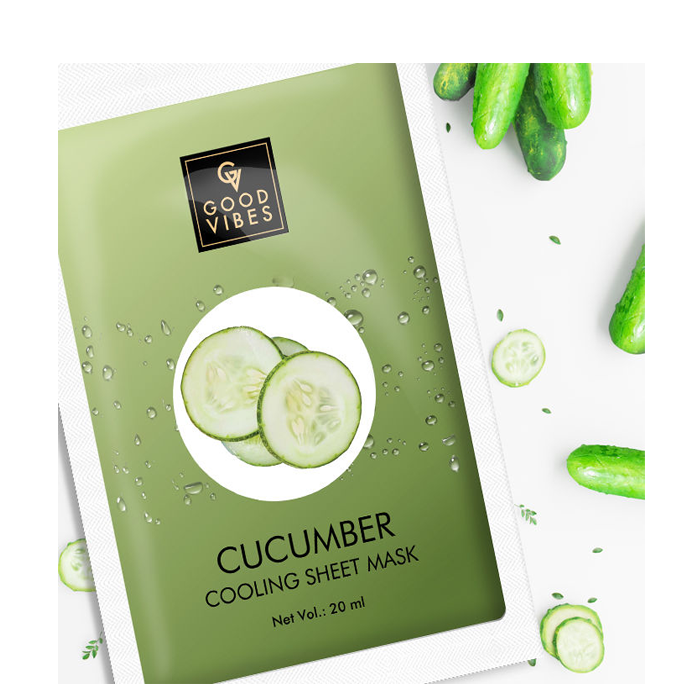 GV
GOOD
VIBES
CUCUMBER
COOLING SHEET MASK
Net Vol.: 20 ml